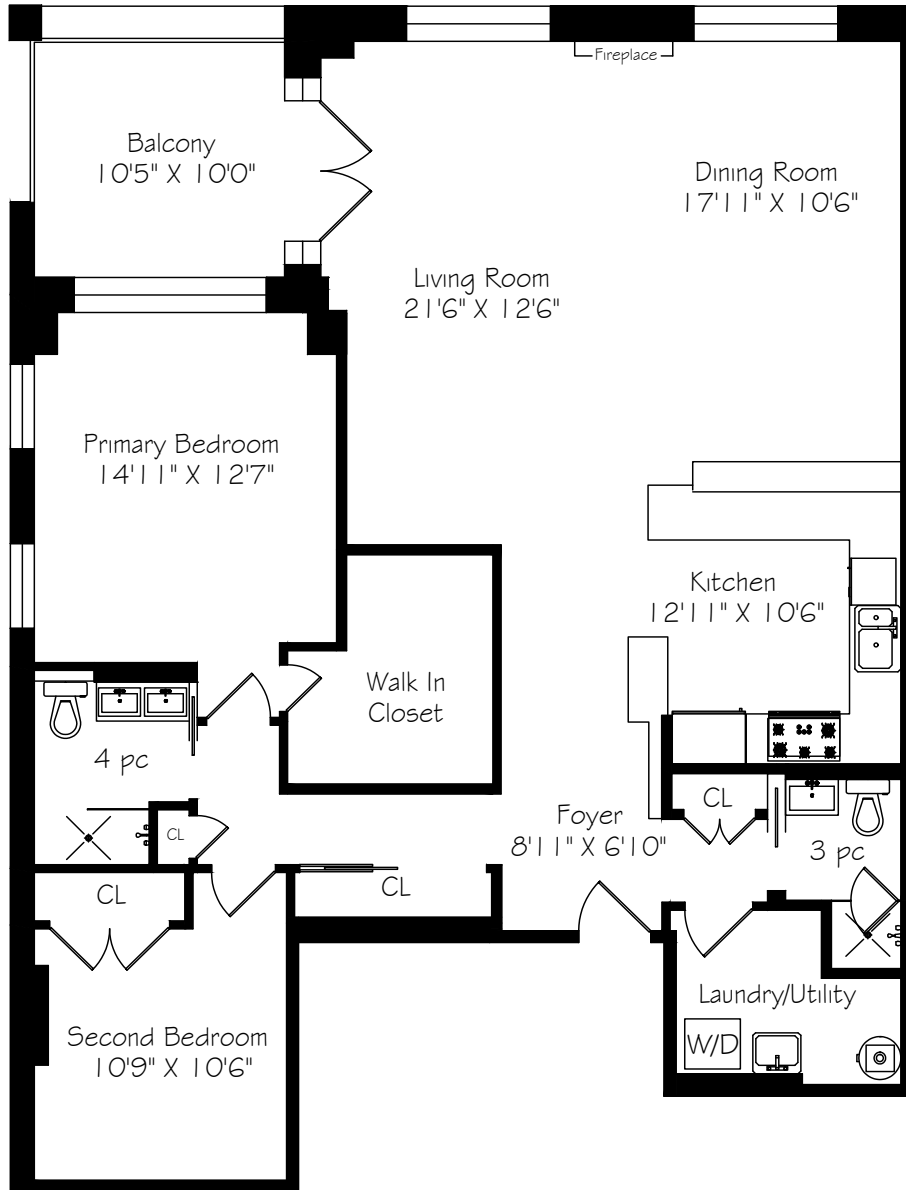 Fireplace
Balcony
10'5" X 10'0"
Dining Room
17'11" X 10'6"
Living Room
21'6" X 12'6"
Primary Bedroom
14'11" X 12'7"
Kitchen
12'11" X 10'6"
Walk In
Closet
4 pc
CL
Foyer
8'11" X 6'10"
CL
3 pc
CL
CL
Laundry/Utility
W/D
Second Bedroom
10'9" X 10'6"